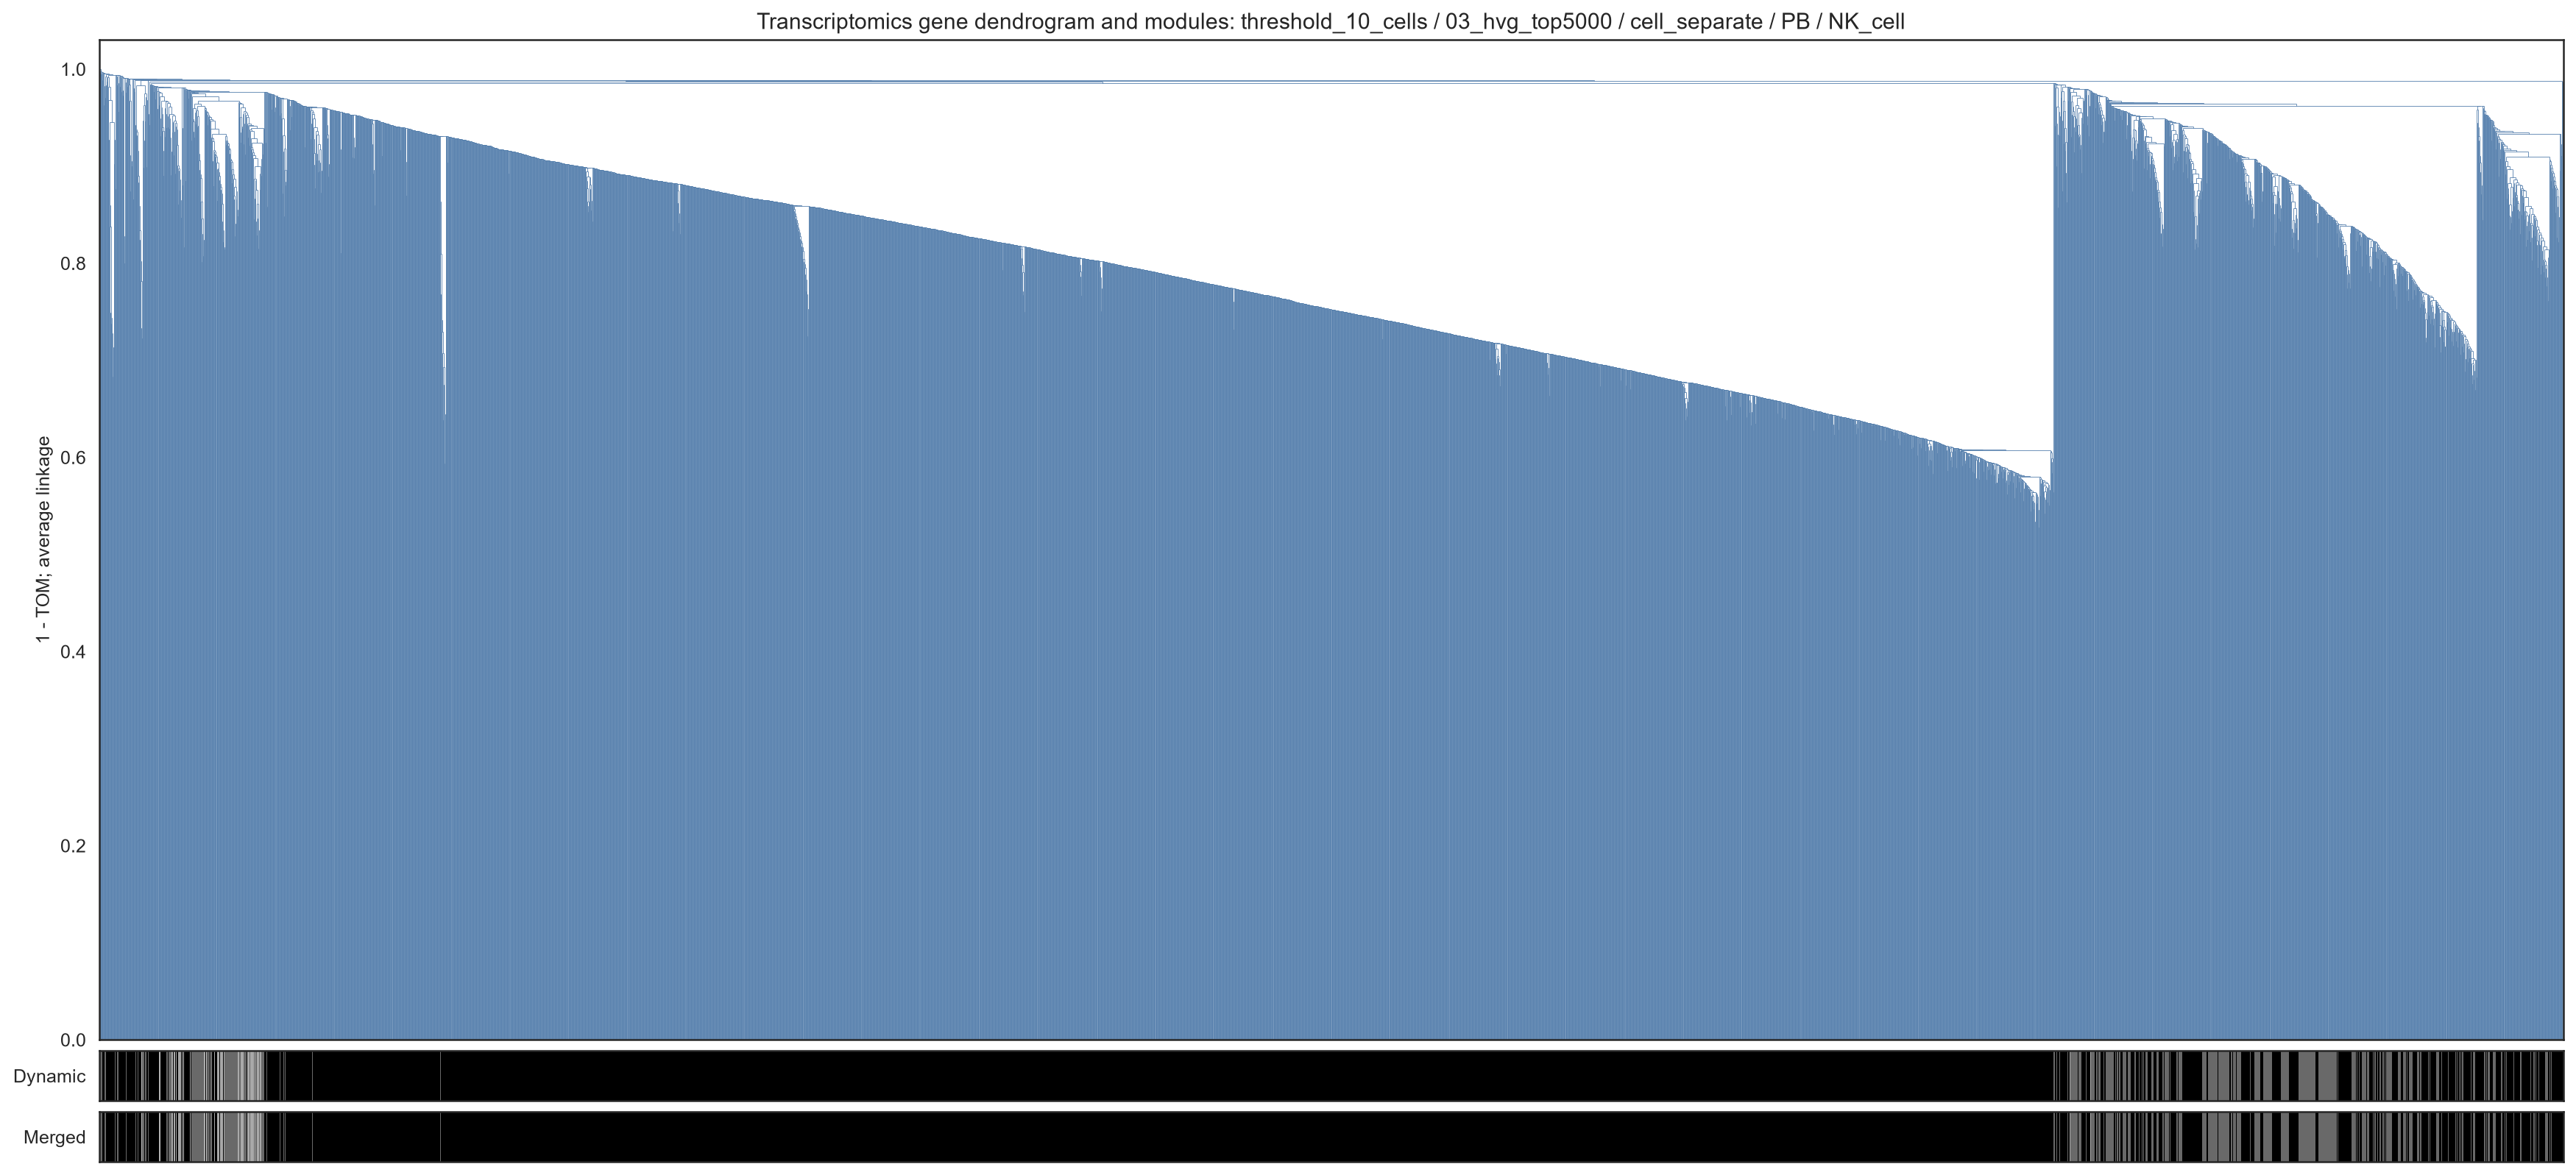 Transcriptomics gene dendrogram and modules: threshold_10_cells / 03_hvg_top5000 / cell_separate / PB / NK_cell
1.0
0.8
0.6
0.4
0.2
0.0
1 - TOM; average linkage
Dynamic
Merged